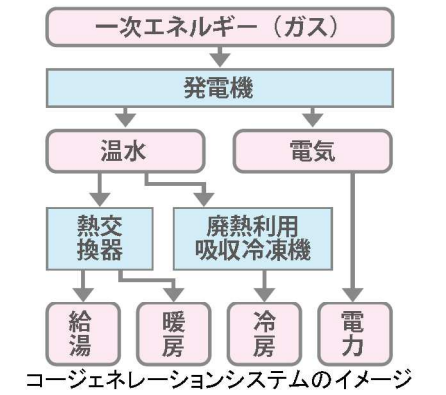 一次エネルギー（ガス）
発電機
温水
電気
熱交
換器
廃熱利用
吸収冷凍機
給湯
暖房
冷房
電力
コージェネレーションシステムのイメージ